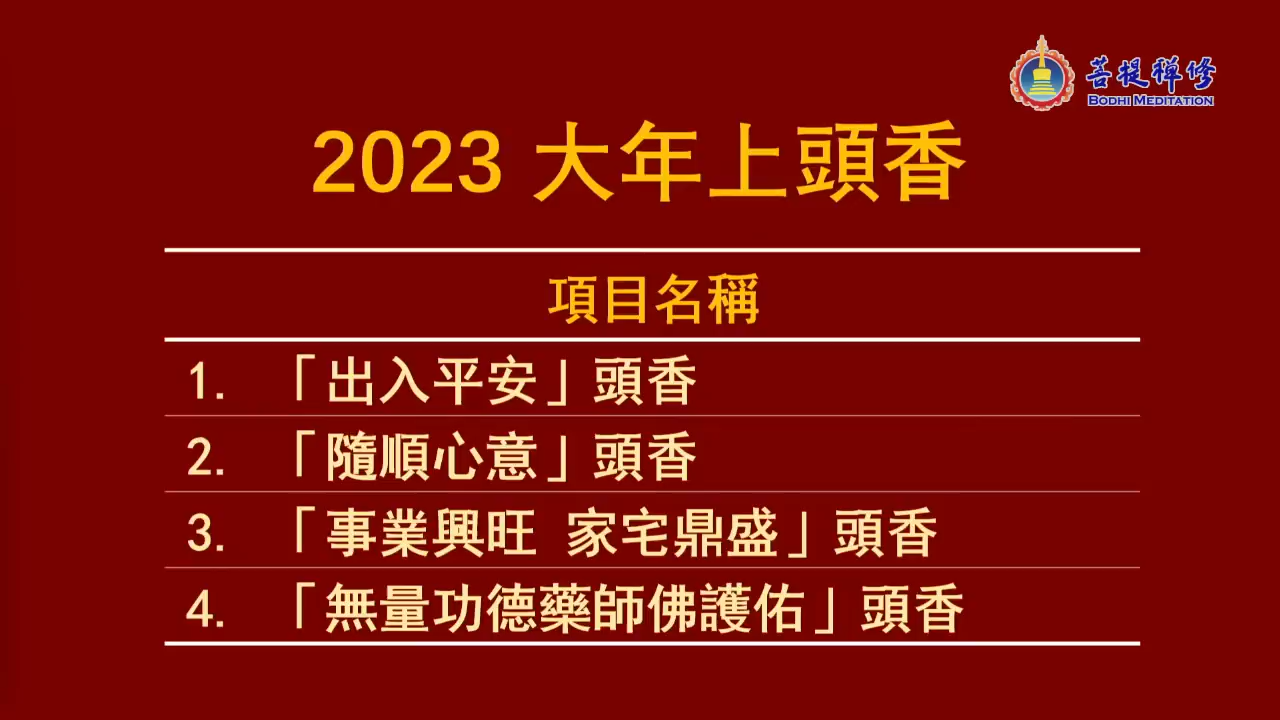 菩提禪修
BODHI MEDITATION
2023 大年上頭香
項目名稱
1. 「出入平安」頭香
2. 「隨順心意」頭香
3. 「事業興旺 家宅鼎盛」頭香
4. 「無量功德藥師佛護佑」頭香